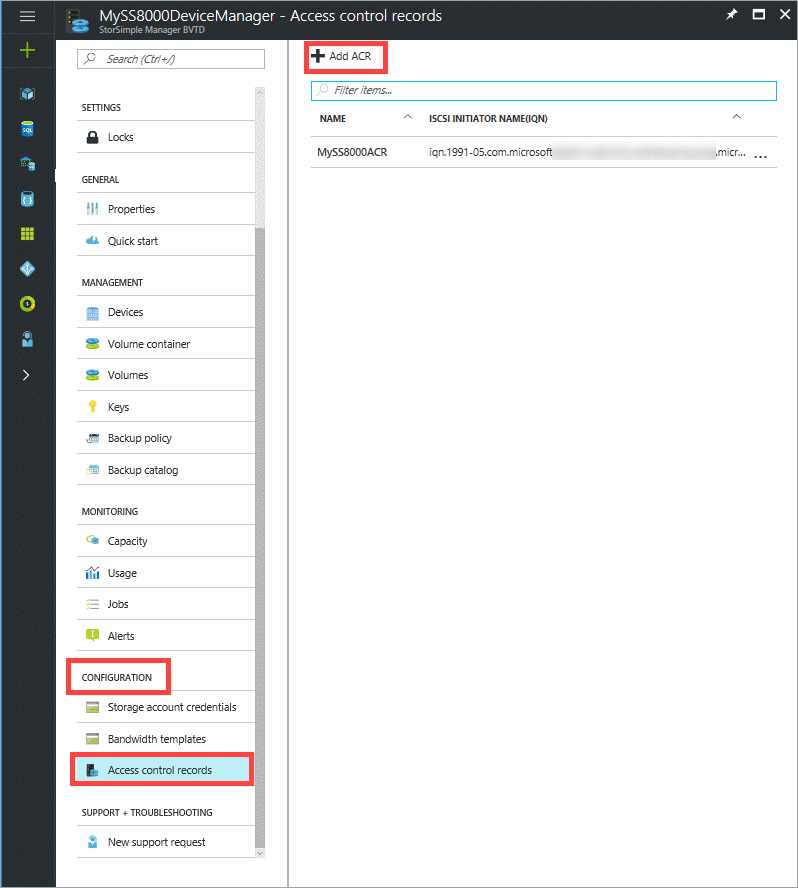 MySS8000DeviceManager - Access control records
StorSimple Manager BVTD
Search (Ctrl+/)
SETTINGS
Locks
GENERAL
Properties
Quick start
MANAGEMENT
Devices
Volume container
Volumes
Keys
Backup policy
Backup catalog
MONITORING
Capacity
Usage
Jobs
Alerts
CONFIGURATION
Storage account credentials
Bandwidth templates
Access control records
SUPPORT + TROUBLESHOOTING
New support request
Add ACR
Filter items...
NAME ISCSI INITIATOR NAME(IQN)
MySS8000ACR iqn.1991-05.com.microsoft .micr... ...
SQL